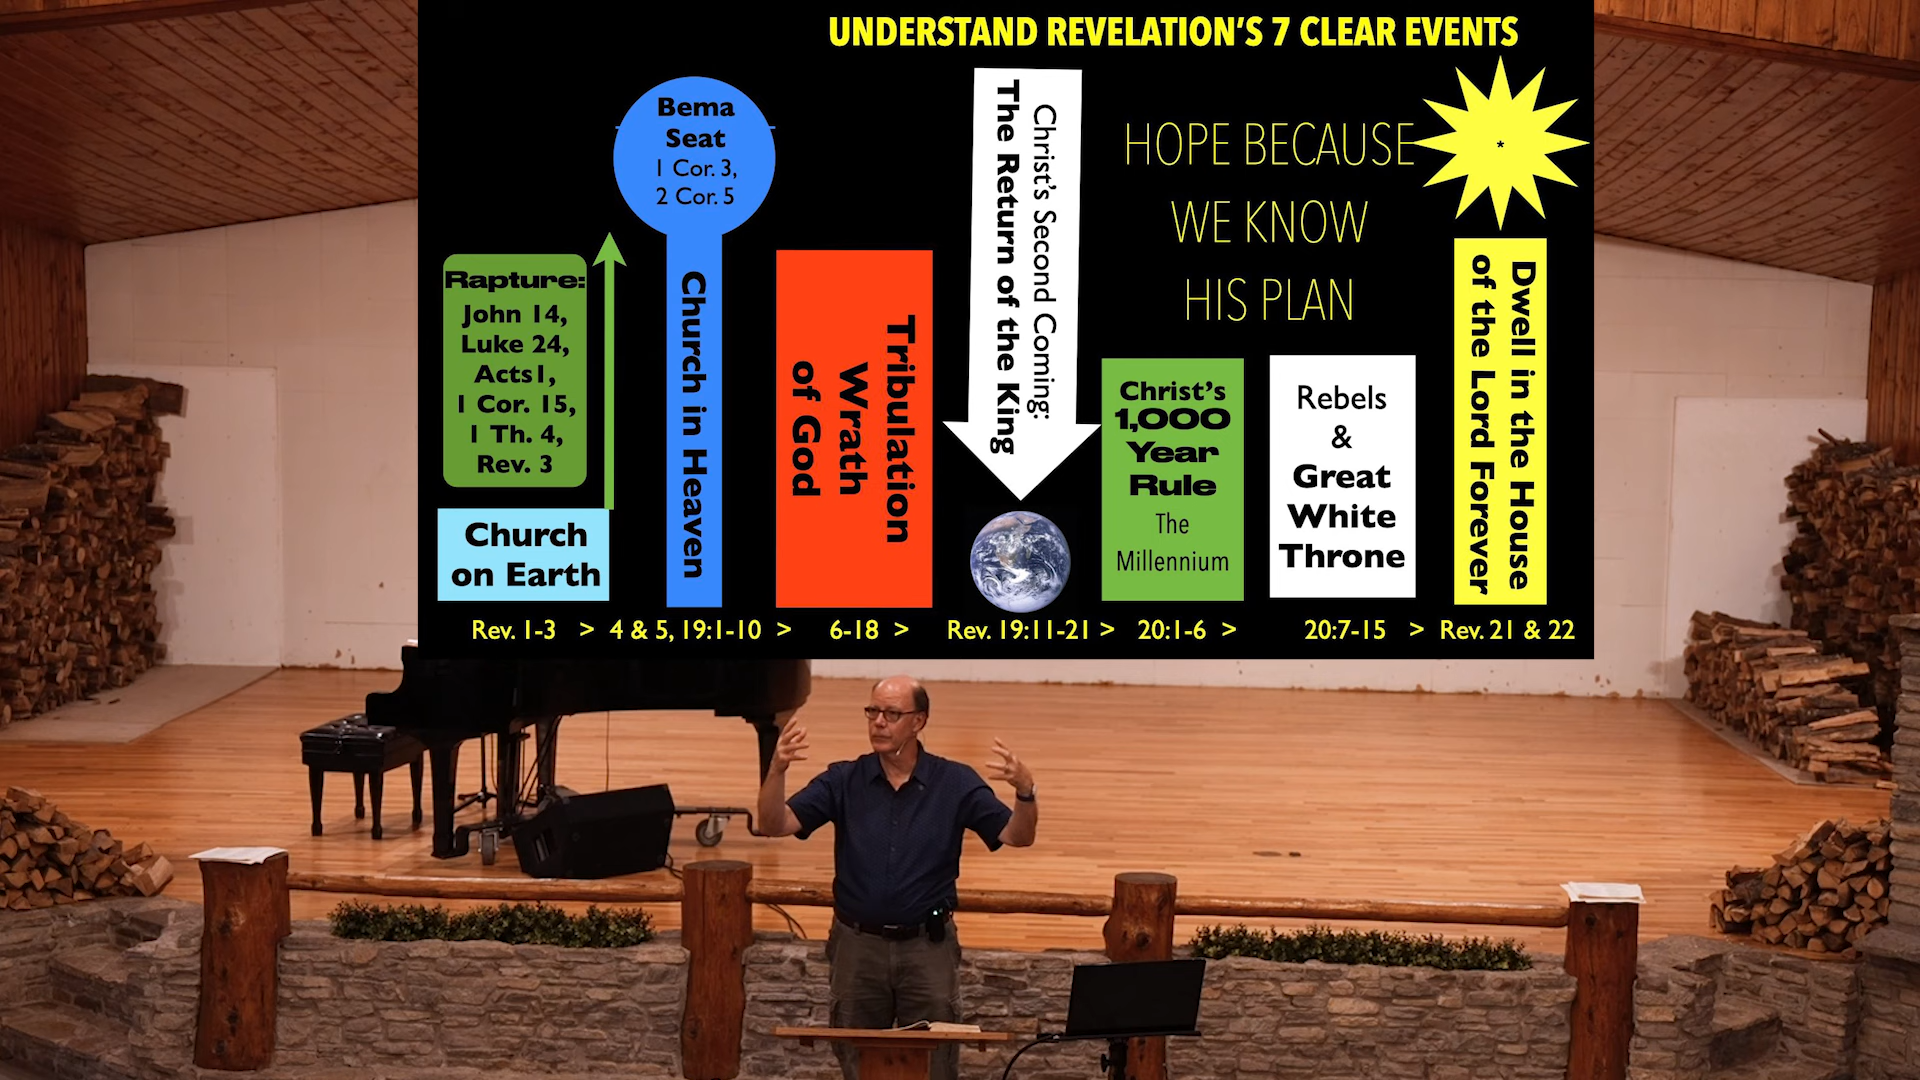 UNDERSTAND REVELATION'S 7 CLEAR EVENTS
Rapture:
John 14,
Luke 24,
Acts1,
1 Cor. 15,
1 Th. 4,
Rev. 3
Church
on Earth
Bema
Seat
1 Cor. 3,
2 Cor. 5
Church in Heaven
Tribulation
Wrath
of God
Christ's Second Coming:
The Return of the King
HOPE BECAUSE
WE KNOW
HIS PLAN
Christ's
1,000
Year
Rule
The
Millennium
Rebels
&
Great
White
Throne
*
Dwell in the House
of the Lord Forever
Rev. 1-3 > 4 & 5, 19:1-10 > 6-18 > Rev. 19:11-21 > 20:1-6 > 20:7-15 > Rev. 21 & 22